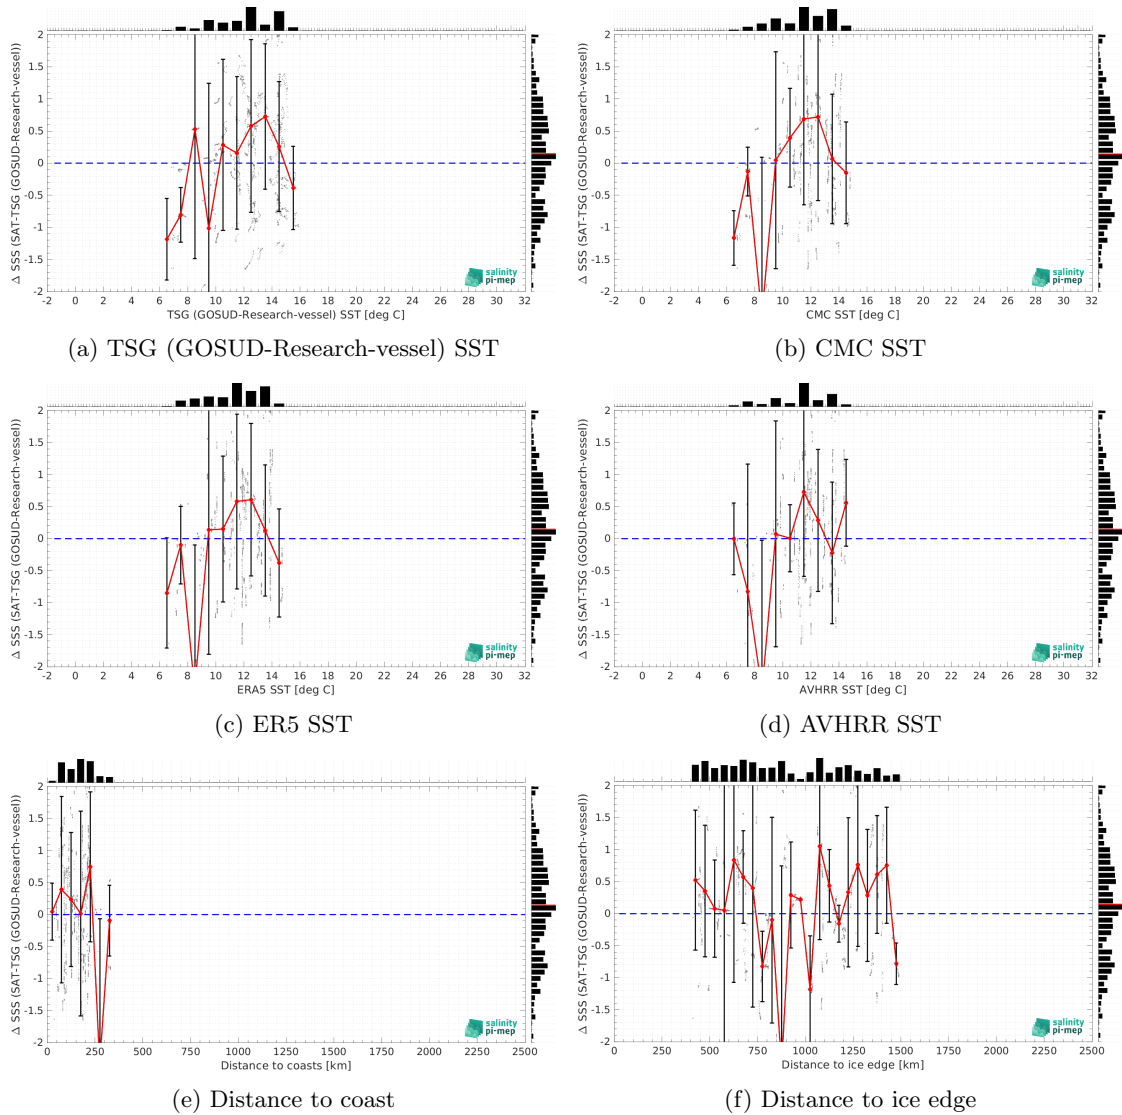 Δ SSS (SAT-TSG (GOSUD-Research-vessel))
2
1.5
1
0.5
0
-0.5
-1
-1.5
-2
salinity
pi-mep
-2 0 2 4 6 8 10 12 14 16 18 20 22 24 26 28 30 32
TSG (GOSUD-Research-vessel) SST [deg C]
(a) TSG (GOSUD-Research-vessel) SST
Δ SSS (SAT-TSG (GOSUD-Research-vessel))
2
1.5
1
0.5
0
-0.5
-1
-1.5
-2
salinity
pi-mep
-2 0 2 4 6 8 10 12 14 16 18 20 22 24 26 28 30 32
CMC SST [deg C]
(b) CMC SST
Δ SSS (SAT-TSG (GOSUD-Research-vessel))
2
1.5
1
0.5
0
-0.5
-1
-1.5
-2
salinity
pi-mep
-2 0 2 4 6 8 10 12 14 16 18 20 22 24 26 28 30 32
ERA5 SST [deg C]
(c) ER5 SST
Δ SSS (SAT-TSG (GOSUD-Research-vessel))
2
1.5
1
0.5
0
-0.5
-1
-1.5
-2
salinity
pi-mep
-2 0 2 4 6 8 10 12 14 16 18 20 22 24 26 28 30 32
AVHRR SST [deg C]
(d) AVHRR SST
Δ SSS (SAT-TSG (GOSUD-Research-vessel))
2
1.5
1
0.5
0
-0.5
-1
-1.5
-2
salinity
pi-mep
0 250 500 750 1000 1250 1500 1750 2000 2250 2500
Distance to coasts [km]
(e) Distance to coast
Δ SSS (SAT-TSG (GOSUD-Research-vessel))
2
1.5
1
0.5
0
-0.5
-1
-1.5
-2
salinity
pi-mep
0 250 500 750 1000 1250 1500 1750 2000 2250 2500
Distance to ice edge [km]
(f) Distance to ice edge